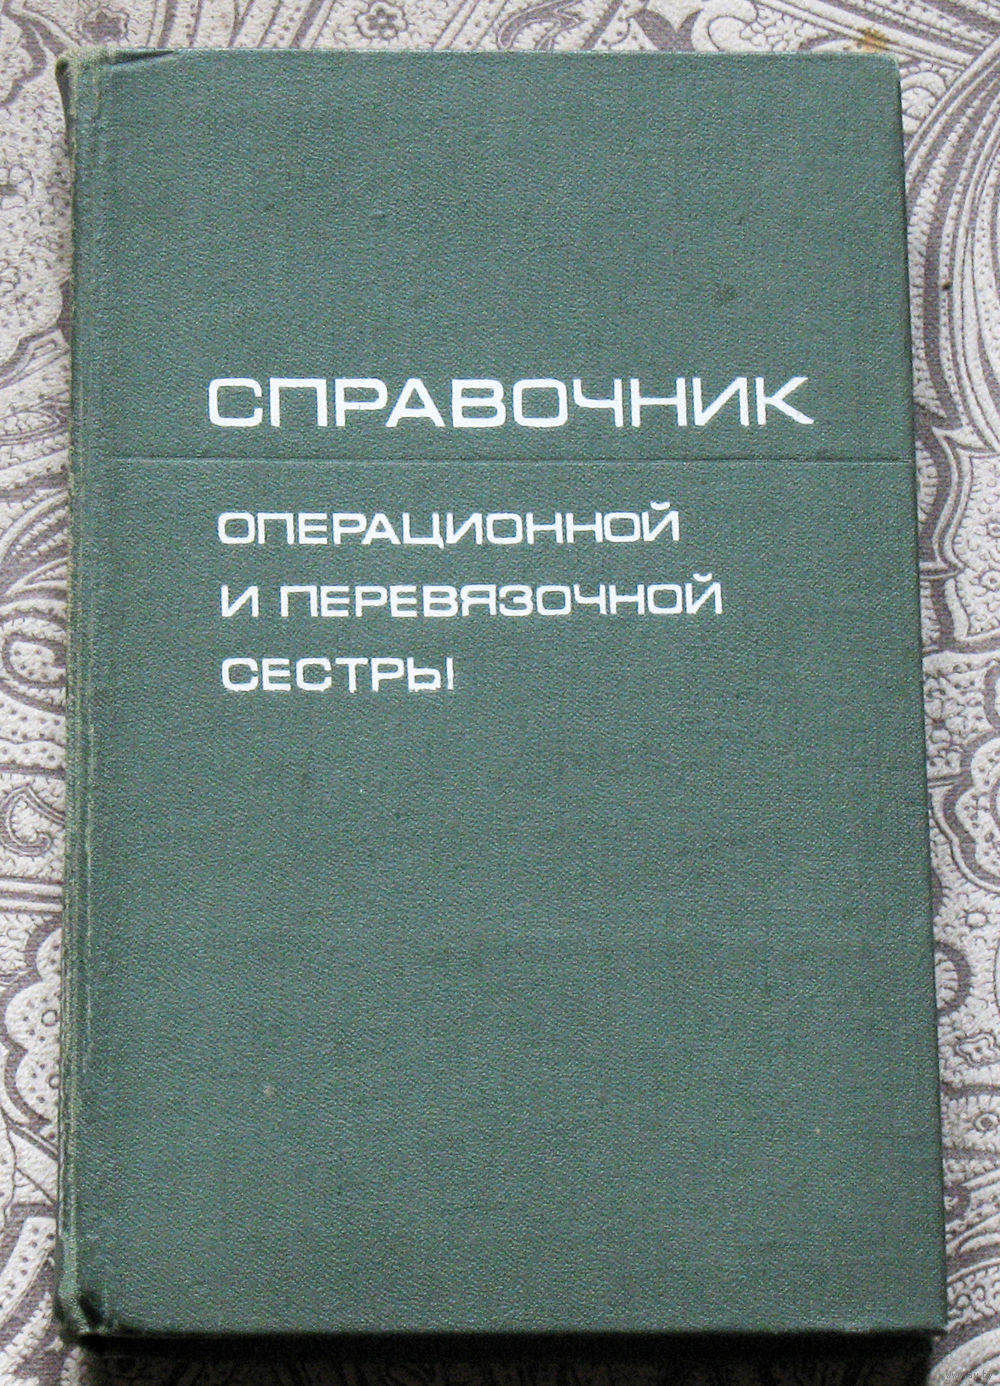 СПРАВОЧНИК
ОПЕРАЦИОННОЙ
И ПЕРЕВЯЗОЧНОЙ
СЕСТРЫ